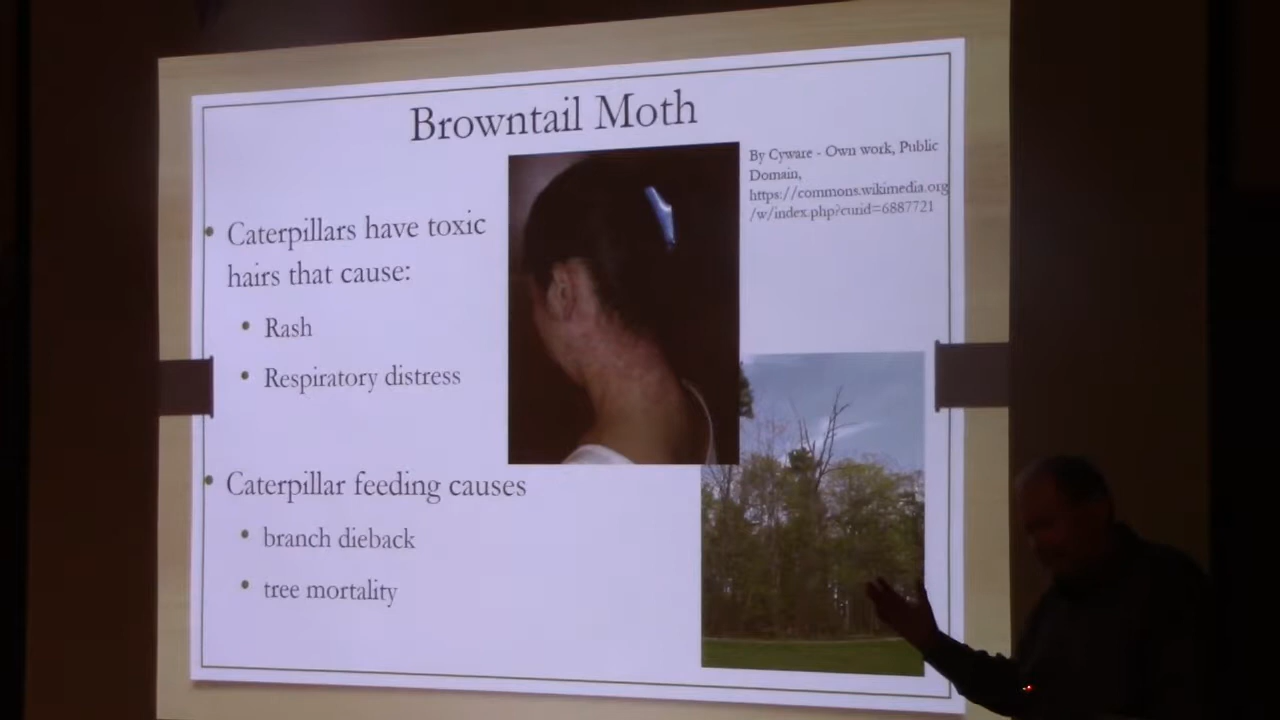 Browntail Moth
By Cyware - Own work, Public
Domain,
https://commons.wikimedia.org
/w/index.php?curid=6887721
• Caterpillars have toxic
hairs that cause:
• Rash
• Respiratory distress
• Caterpillar feeding causes
• branch dieback
• tree mortality